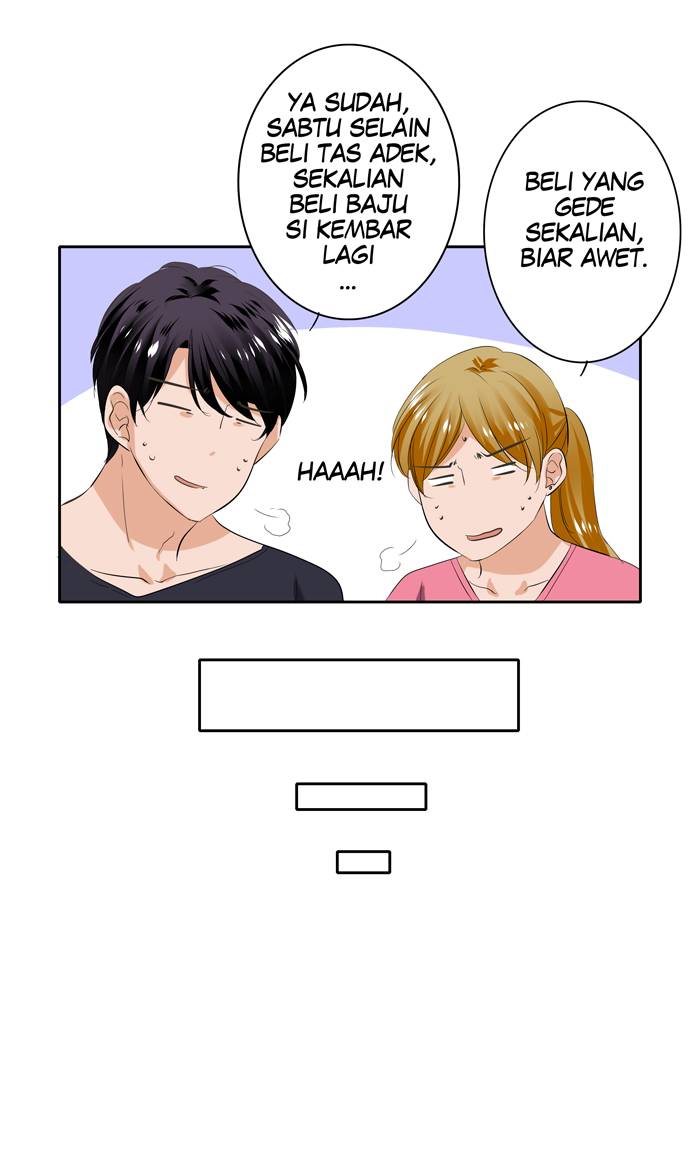 YA SUDAH,
SABTU SELAIN
BELI TAS ADEK,
SEKALIAN
BELI BAJU
SI KEMBAR
LAGI
...
BELI YANG
GEDE
SEKALIAN,
BIAR AWET.
HAAAH!